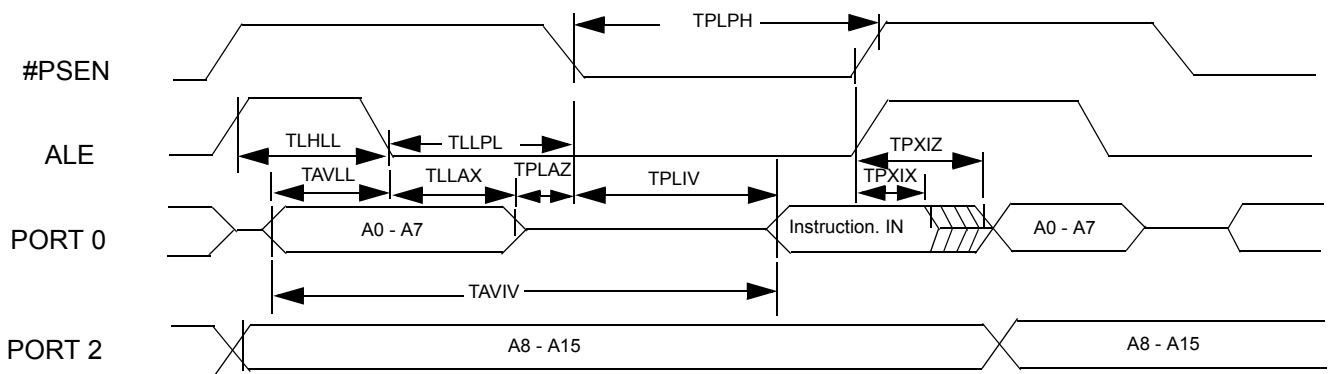 TPLPH
#PSEN
ALE
TLHLL
TLLPL
TPXIZ
TAVLL
TLLAX
TPLAZ
TPLIV
TPXIX
PORT 0
A0 - A7
Instruction. IN
A0 - A7
TAVIV
PORT 2
A8 - A15
A8 - A15